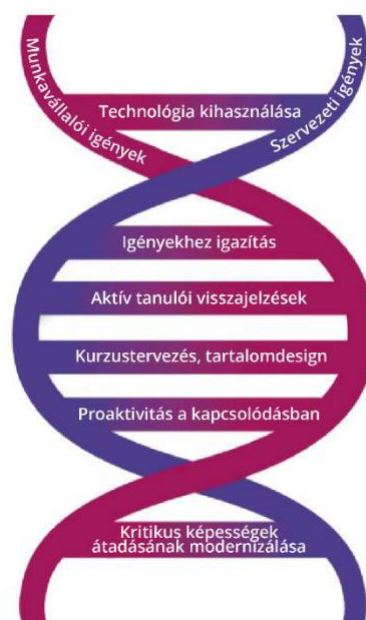 Munkavállalói igények
Szervezeti igények
Technológia kihasználása
Igényekhez igazítás
Aktív tanulói visszajelzések
Kurzustervezés, tartalomdesign
Proaktivitás a kapcsolódásban
Kritikus képességek
átadásának modernizálása